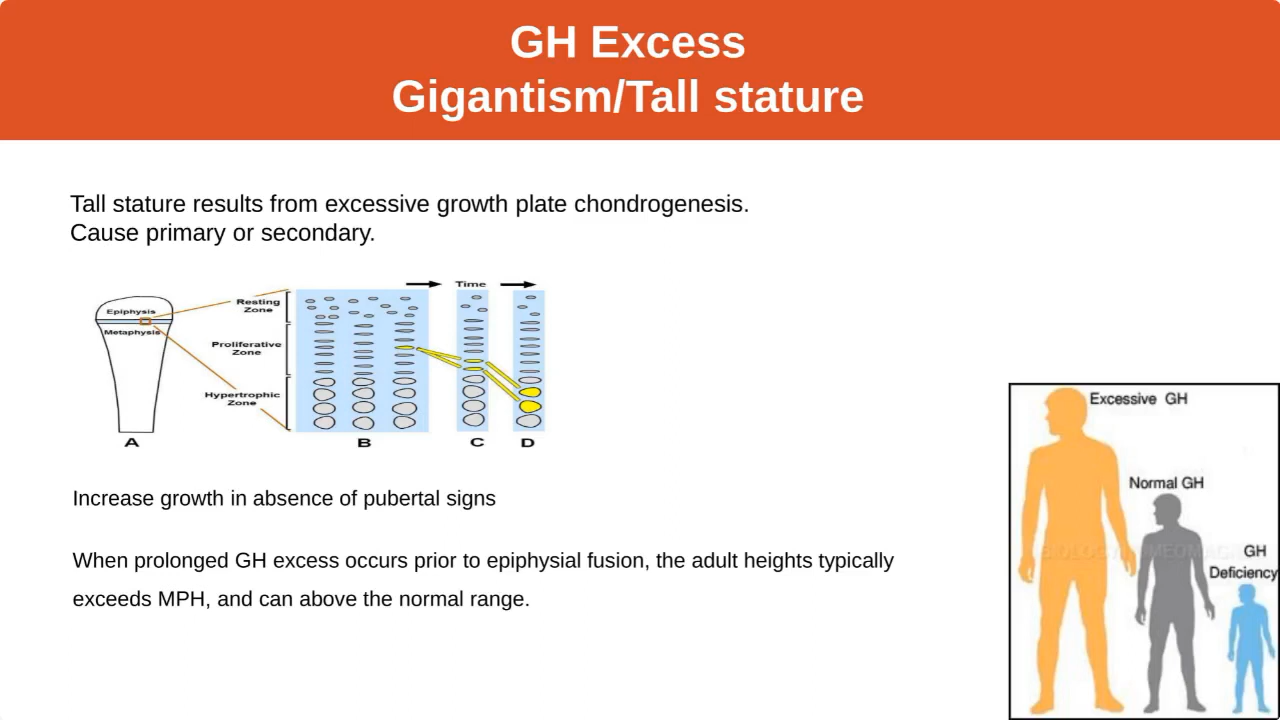 GH Excess
Gigantism/Tall stature
Tall stature results from excessive growth plate chondrogenesis.
Cause primary or secondary.
Time
Epiphysis
Metaphysis
Resting
Zone
Proliferative
Zone
Hypertrophic
Zone
A
B
C
D
Increase growth in absence of pubertal signs
When prolonged GH excess occurs prior to epiphysial fusion, the adult heights typically
exceeds MPH, and can above the normal range.
Excessive GH
Normal GH
GH
Deficiency